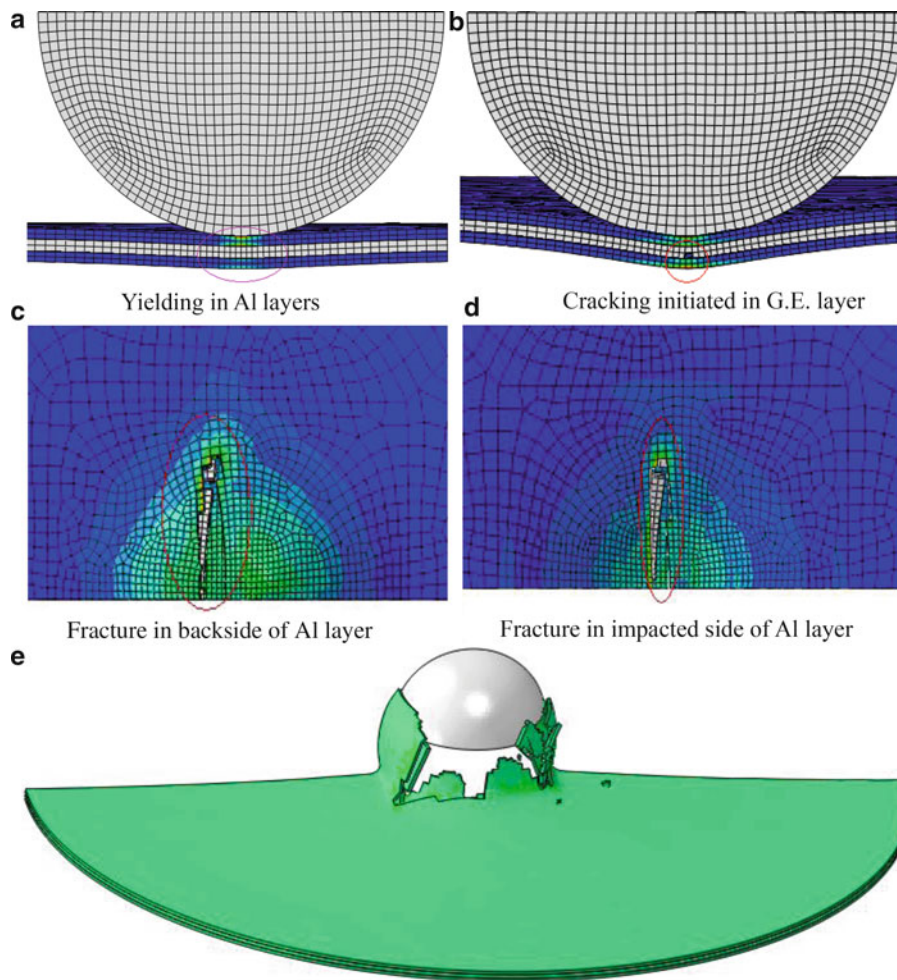 a
b
Yielding in Al layers
Cracking initiated in G.E. layer
c
d
Fracture in backside of Al layer
Fracture in impacted side of Al layer
e